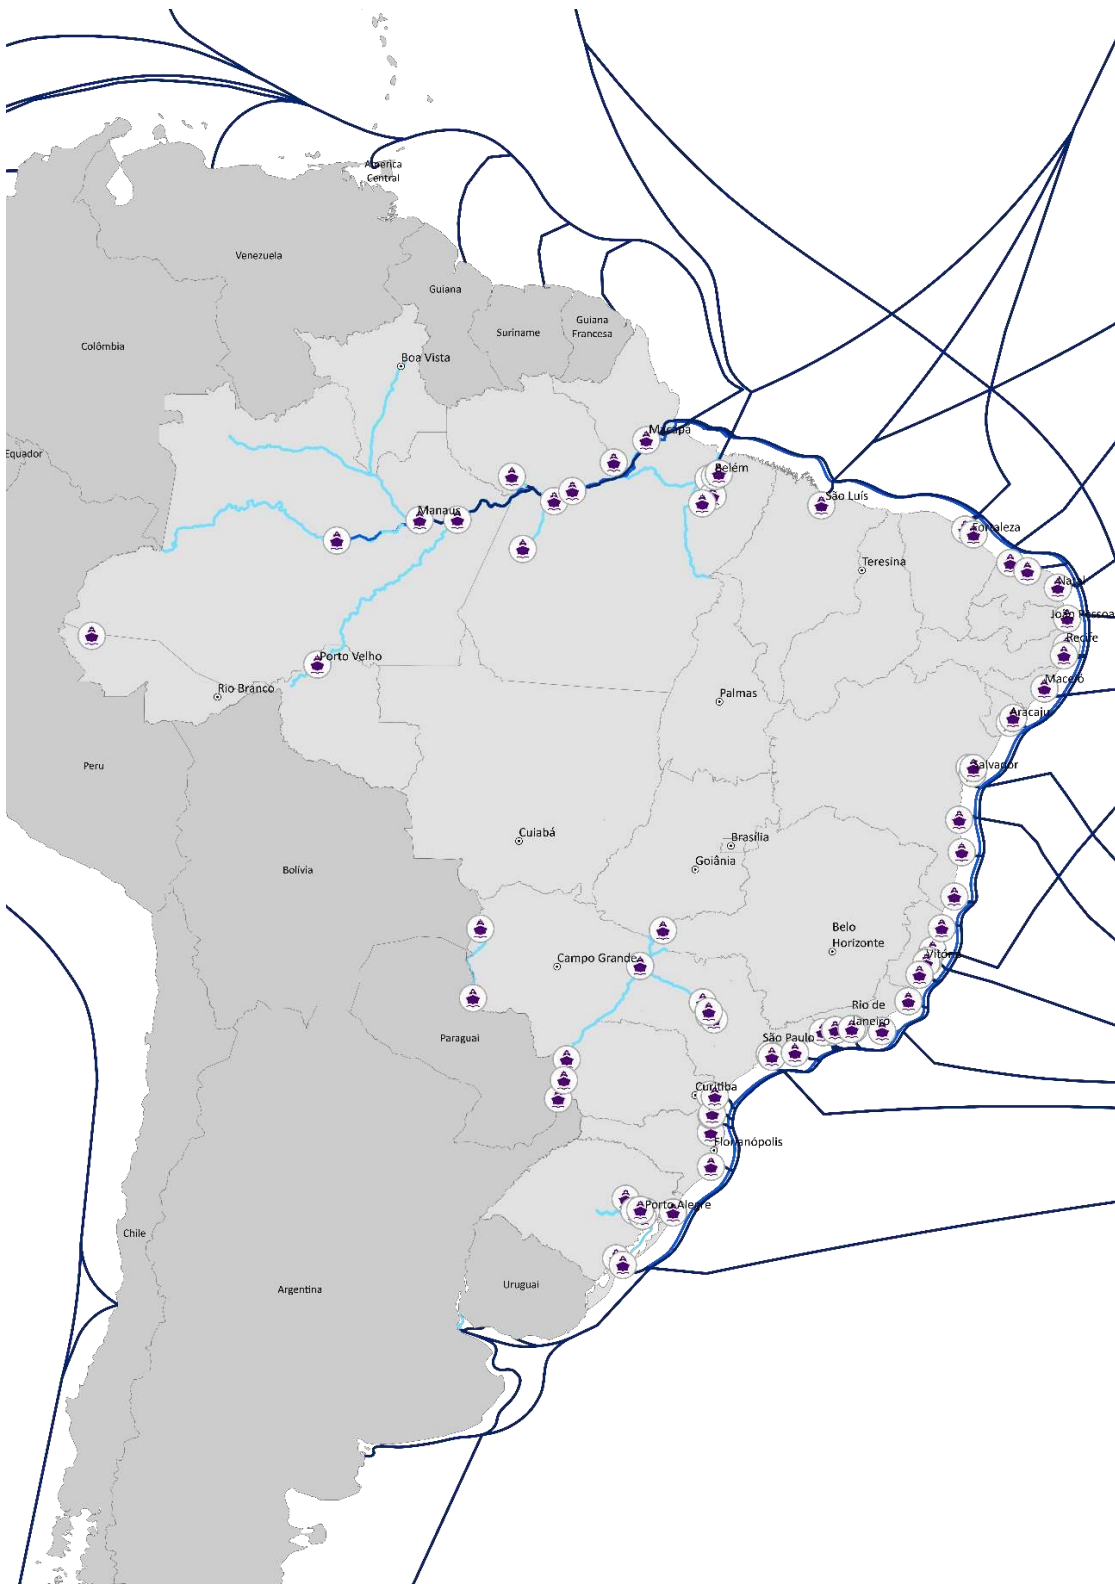 América
Central
Venezuela
Guiana
Suriname
Guiana
Francesa
Colômbia
Boa Vista
Macapá
Equador
Belém
São Luís
Manaus
Fortaleza
Teresina
Natal
João Pessoa
Recife
Porto Velho
Maceió
Rio Branco
Palmas
Aracaju
Peru
Salvador
Cuiabá
Brasília
Goiânia
Bolívia
Belo
Horizonte
Campo Grande
Vitória
Rio de
Janeiro
Paraguai
São Paulo
Curitiba
Florianópolis
Porto Alegre
Chile
Argentina
Uruguai